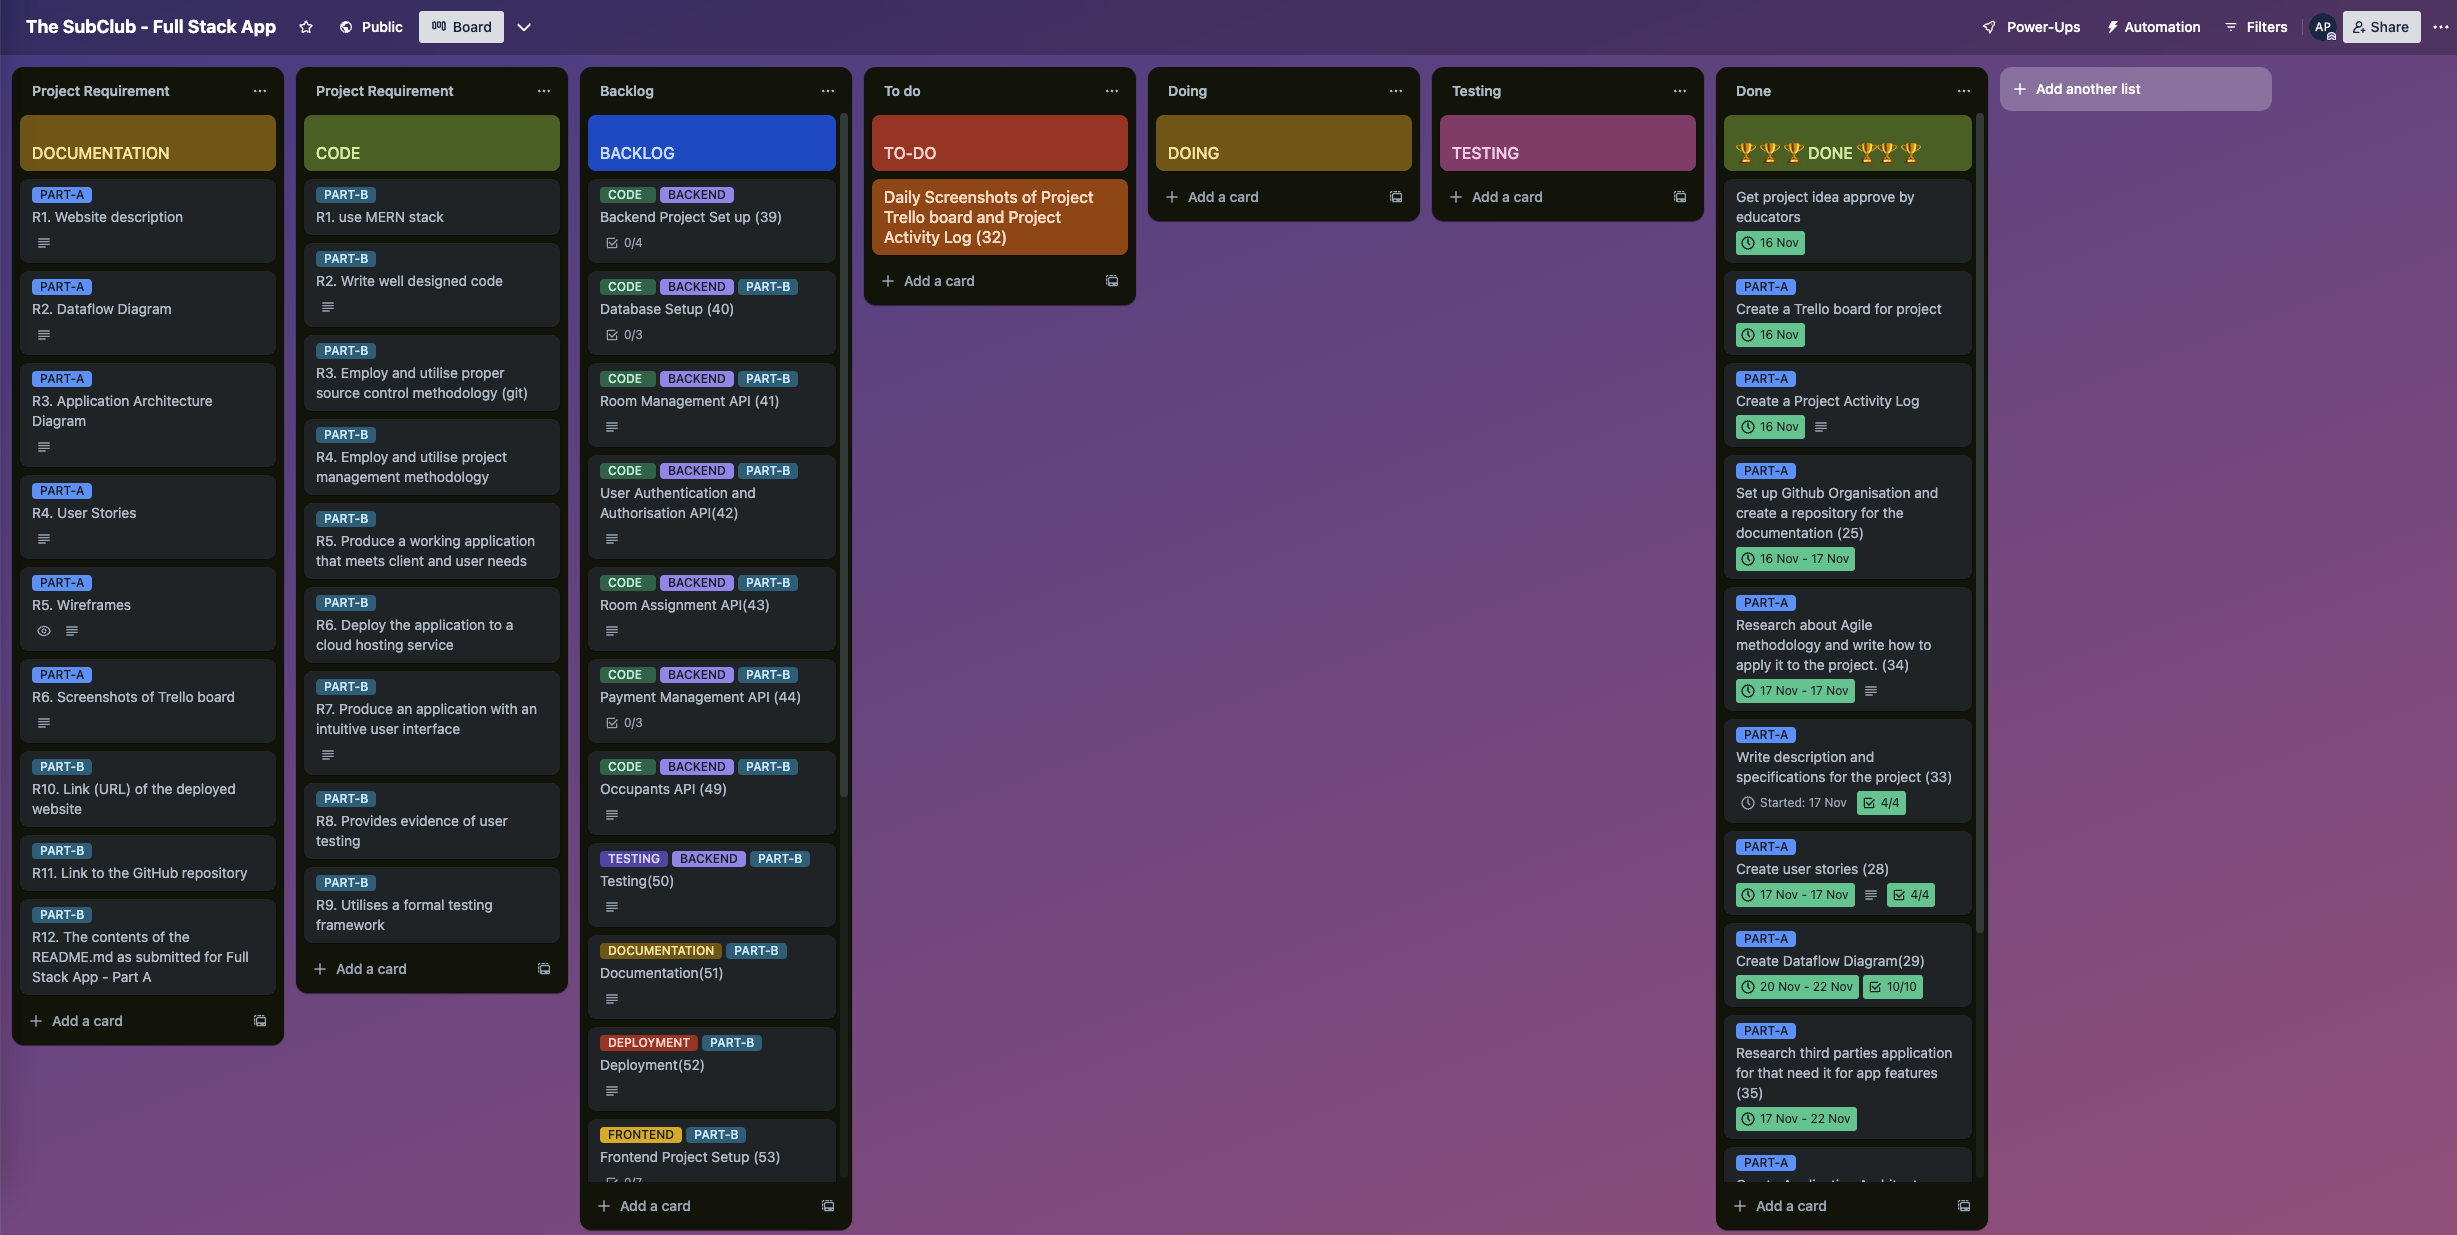 The SubClub - Full Stack App
Public
Board
Power-Ups
Automation
Filters
AP
Share
Project Requirement
DOCUMENTATION
PART-A
R1. Website description
PART-A
R2. Dataflow Diagram
PART-A
R3. Application Architecture
Diagram
PART-A
R4. User Stories
PART-A
R5. Wireframes
PART-A
R6. Screenshots of Trello board
PART-B
R10. Link (URL) of the deployed
website
PART-B
R11. Link to the GitHub repository
PART-B
R12. The contents of the
README.md as submitted for Full
Stack App - Part A
Add a card
Project Requirement
CODE
PART-B
R1. use MERN stack
PART-B
R2. Write well designed code
PART-B
R3. Employ and utilise proper
source control methodology (git)
PART-B
R4. Employ and utilise project
management methodology
PART-B
R5. Produce a working application
that meets client and user needs
PART-B
R6. Deploy the application to a
cloud hosting service
PART-B
R7. Produce an application with an
intuitive user interface
PART-B
R8. Provides evidence of user
testing
PART-B
R9. Utilises a formal testing
framework
Add a card
Backlog
BACKLOG
CODE BACKEND
Backend Project Set up (39)
0/4
CODE BACKEND PART-B
Database Setup (40)
0/3
CODE BACKEND PART-B
Room Management API (41)
CODE BACKEND PART-B
User Authentication and
Authorisation API(42)
CODE BACKEND PART-B
Room Assignment API(43)
CODE BACKEND PART-B
Payment Management API (44)
0/3
CODE BACKEND PART-B
Occupants API (49)
TESTING BACKEND PART-B
Testing(50)
DOCUMENTATION PART-B
Documentation(51)
DEPLOYMENT PART-B
Deployment(52)
FRONTEND PART-B
Frontend Project Setup (53)
0/7
Add a card
To do
TO-DO
Daily Screenshots of Project
Trello board and Project
Activity Log (32)
Add a card
Doing
DOING
Add a card
Testing
TESTING
Add a card
Done
🏆🏆🏆 DONE 🏆🏆🏆
Get project idea approve by
educators
16 Nov
PART-A
Create a Trello board for project
16 Nov
PART-A
Create a Project Activity Log
16 Nov
PART-A
Set up Github Organisation and
create a repository for the
documentation (25)
16 Nov - 17 Nov
PART-A
Research about Agile
methodology and write how to
apply it to the project. (34)
17 Nov - 17 Nov
PART-A
Write description and
specifications for the project (33)
Started: 17 Nov 4/4
PART-A
Create user stories (28)
17 Nov - 17 Nov 4/4
PART-A
Create Dataflow Diagram(29)
20 Nov - 22 Nov 10/10
PART-A
Research third parties application
for that need it for app features
(35)
17 Nov - 22 Nov
PART-A
Add a card
Add another list